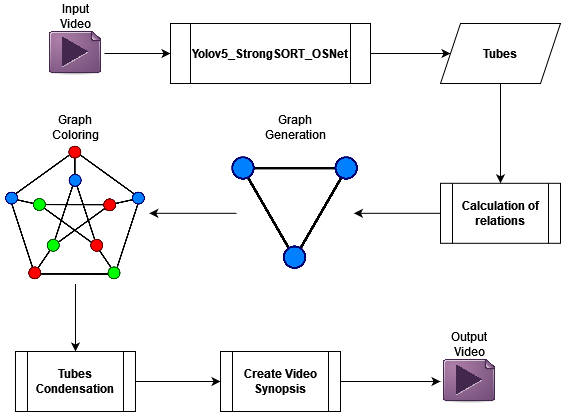 Input
Video
Yolov5_StrongSORT_OSNet
Tubes
Graph
Coloring
Graph
Generation
Calculation of
relations
Tubes
Condensation
Create Video
Synopsis
Output
Video